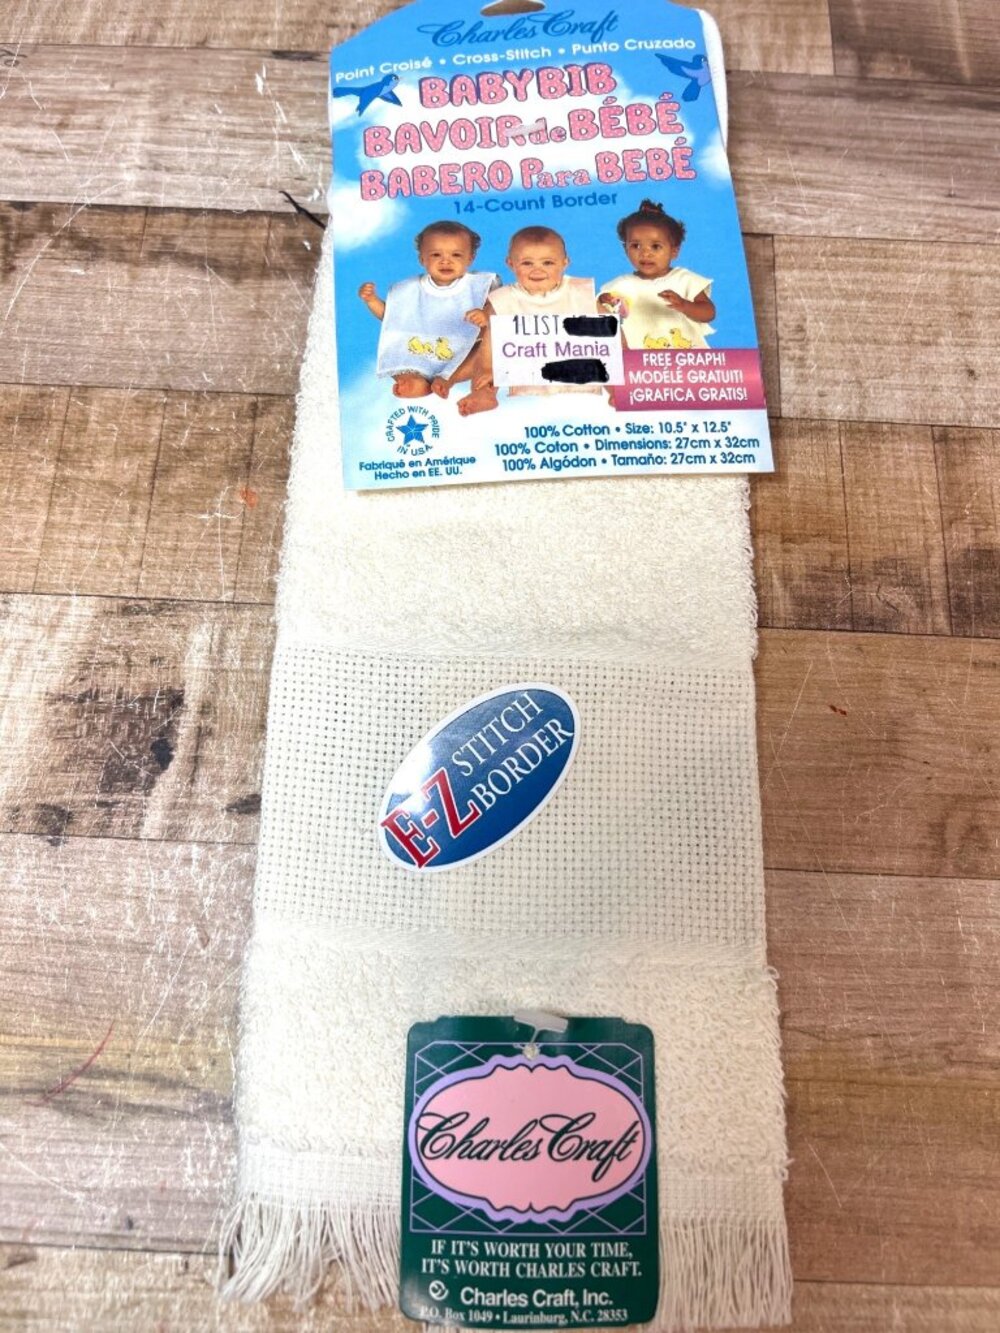 Charles Craft
Point Croisé • Cross-Stitch • Punto Cruzado
BABY BIB
BAVOIR de BÉBÉ
BABERO Para BEBÉ
14-Count Border
1LIST
Craft Mania
FREE GRAPH!
MODÉLÉ GRATUIT!
¡GRAFICA GRATIS!
CRAFTED WITH PRIDE
IN U.S.A.
Fabriqué en Amérique
Hecho en EE. UU.
100% Cotton • Size: 10.5" x 12.5"
100% Coton • Dimensions: 27cm x 32cm
100% Algódon • Tamaño: 27cm x 32cm
E-Z STITCH
BORDER
Charles Craft
IF IT'S WORTH YOUR TIME,
IT'S WORTH CHARLES CRAFT.
Charles Craft, Inc.
P.O. Box 1049 • Laurinburg, N.C. 28353